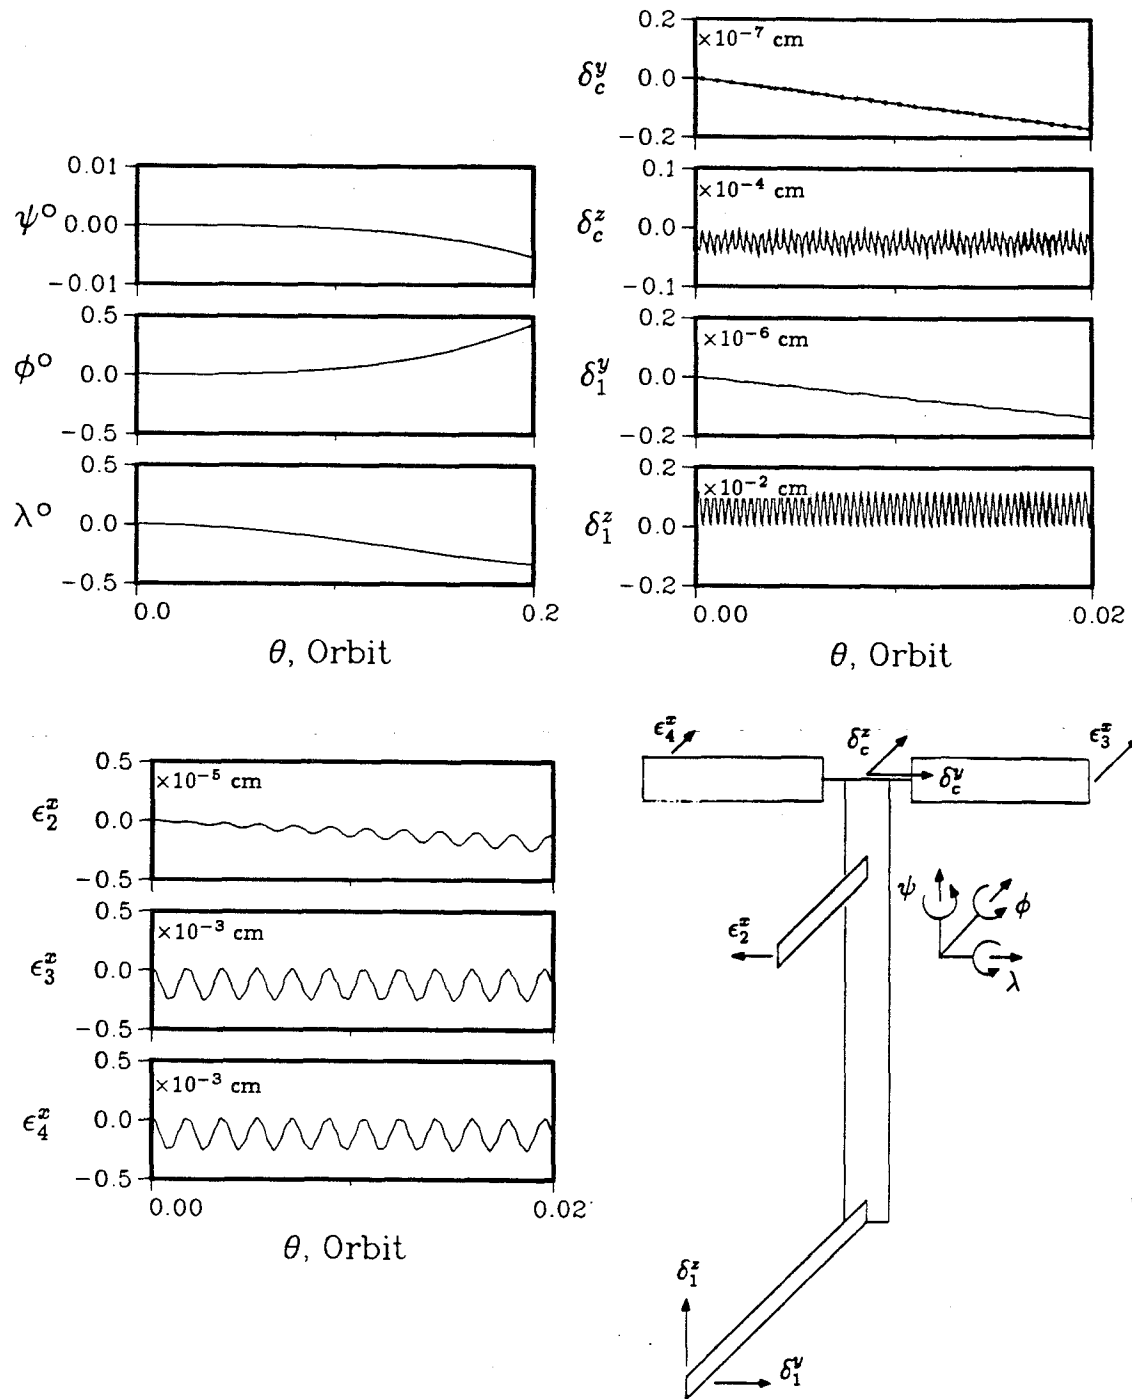 ψ° 0.01 0.00 −0.01
φ° 0.5 0.0 −0.5
λ° 0.5 0.0 −0.5
0.0 0.2
θ, Orbit
δ_c^y 0.2 0.0 −0.2 ×10⁻⁷ cm
δ_c^z 0.1 0.0 −0.1 ×10⁻⁴ cm
δ_1^y 0.2 0.0 −0.2 ×10⁻⁶ cm
δ_1^z 0.2 0.0 −0.2 ×10⁻² cm
0.00 0.02
θ, Orbit
ϵ_2^x 0.5 0.0 −0.5 ×10⁻⁵ cm
ϵ_3^x 0.5 0.0 −0.5 ×10⁻³ cm
ϵ_4^x 0.5 0.0 −0.5 ×10⁻³ cm
0.00 0.02
θ, Orbit
ϵ_4^x δ_c^z ϵ_3^x
δ_c^y
ψ φ
ϵ_2^x
λ
δ_1^z
δ_1^y